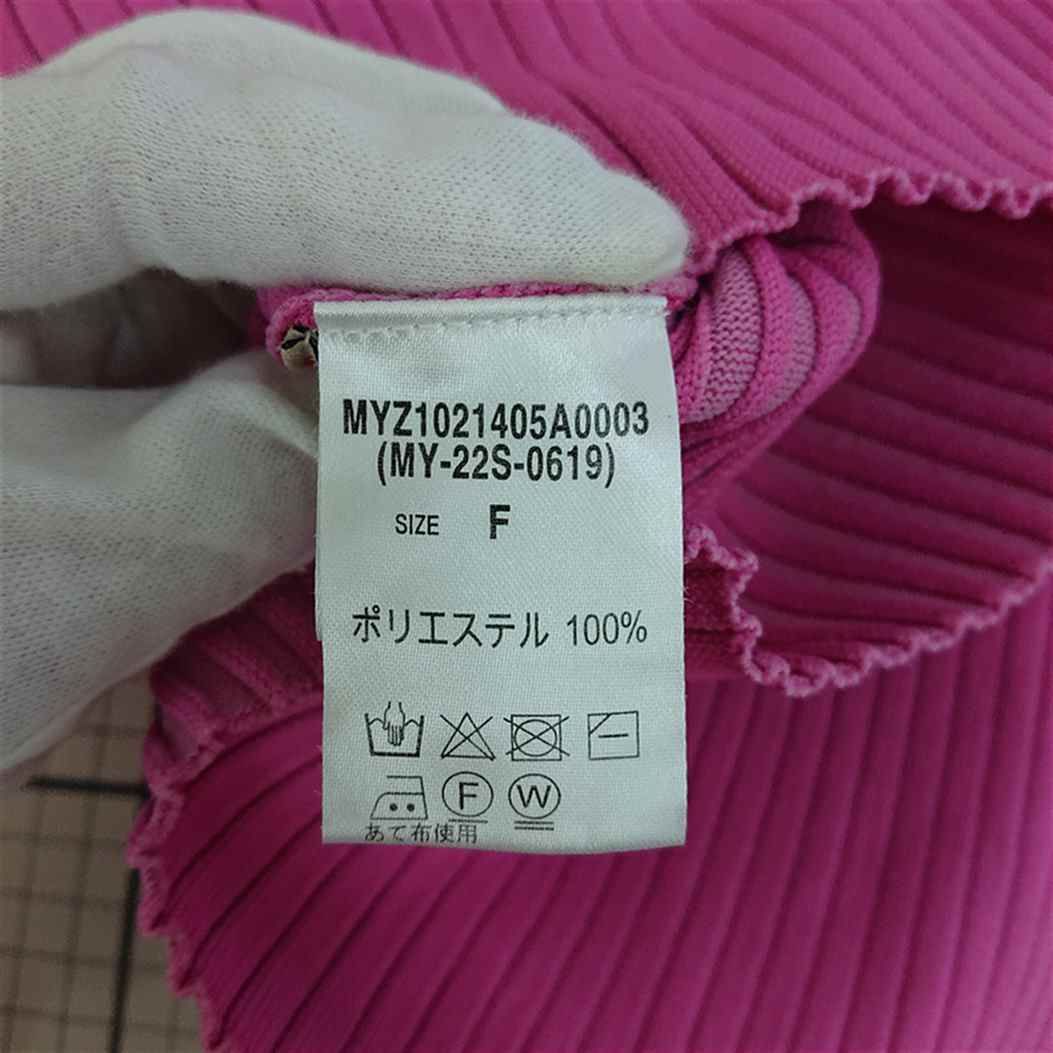 MYZ1021405A0003
(MY-22S-0619)
SIZE F
ポリエステル 100%
F W
あて布使用